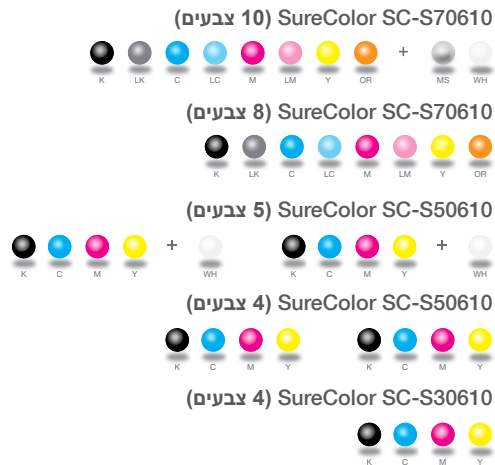 SureColor SC-S70610 (10 צבעים)
K LK C LC M LM Y OR + MS WH
SureColor SC-S70610 (8 צבעים)
K LK C LC M LM Y OR
SureColor SC-S50610 (5 צבעים)
K C M Y + WH K C M Y + WH
SureColor SC-S50610 (4 צבעים)
K C M Y K C M Y
SureColor SC-S30610 (4 צבעים)
K C M Y